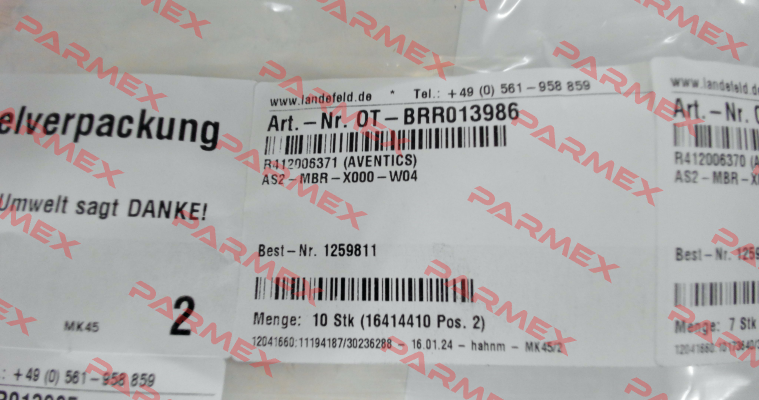 elverpackung
Umwelt sagt DANKE!
MK45 2
: +49 (0) 561-958 859
www.landefeld.de * Tel.: +49 (0) 561-958 859
Art.-Nr. OT-BRR013986
R412006371 (AVENTICS)
AS2-MBR-X000-W04
Best-Nr. 1259811
Menge: 10 Stk (16414410 Pos. 2)
12041660:11194187/30236288 - 16.01.24 - hahnm - MK45/2
www.landefeld.d
Art.-Nr.
R412006370 (A
AS2-MBR-X
Best-Nr. 1259
Menge: 7 Stk
PARMEX